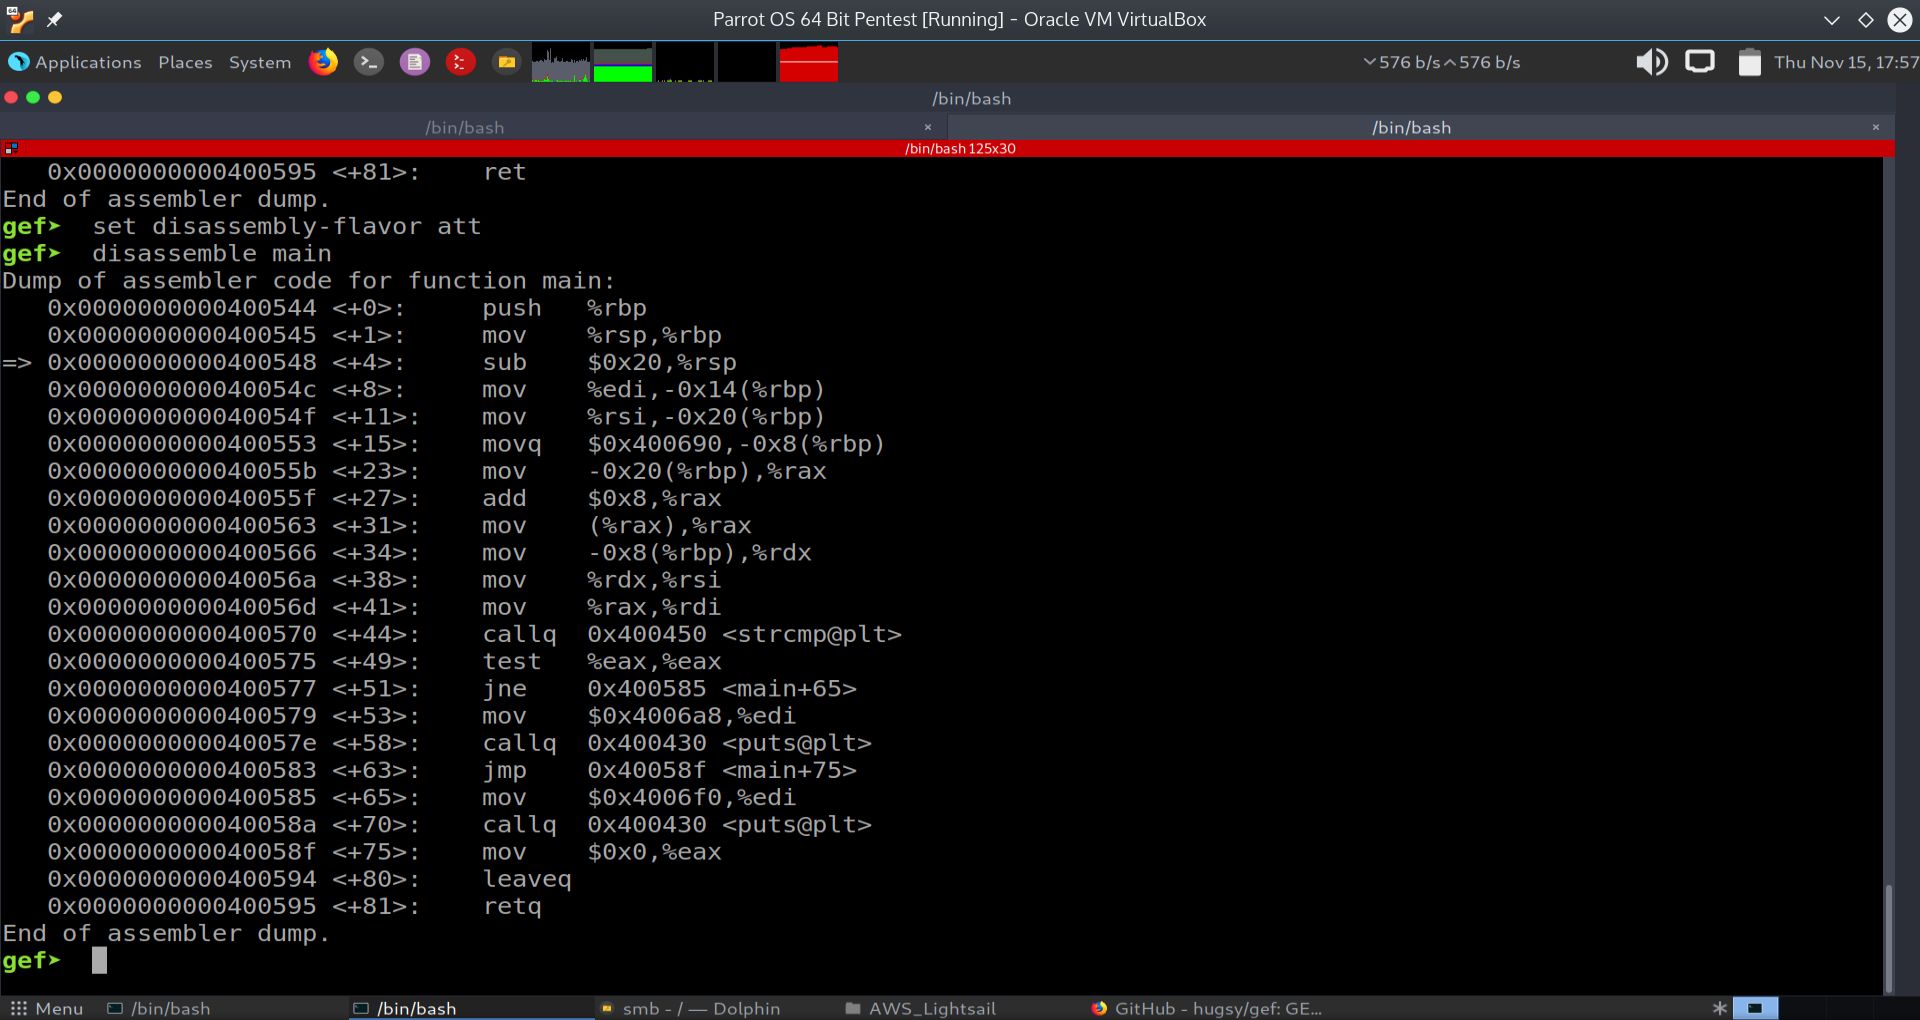 Parrot OS 64 Bit Pentest [Running] - Oracle VM VirtualBox
Applications Places System
576 b/s 576 b/s
Thu Nov 15, 17:57
/bin/bash
/bin/bash × /bin/bash ×
/bin/bash 125x30
0x0000000000400595 <+81>: ret
End of assembler dump.
gef➤ set disassembly-flavor att
gef➤ disassemble main
Dump of assembler code for function main:
0x0000000000400544 <+0>: push %rbp
0x0000000000400545 <+1>: mov %rsp,%rbp
=> 0x0000000000400548 <+4>: sub $0x20,%rsp
0x000000000040054c <+8>: mov %edi,-0x14(%rbp)
0x000000000040054f <+11>: mov %rsi,-0x20(%rbp)
0x0000000000400553 <+15>: movq $0x400690,-0x8(%rbp)
0x000000000040055b <+23>: mov -0x20(%rbp),%rax
0x000000000040055f <+27>: add $0x8,%rax
0x0000000000400563 <+31>: mov (%rax),%rax
0x0000000000400566 <+34>: mov -0x8(%rbp),%rdx
0x000000000040056a <+38>: mov %rdx,%rsi
0x000000000040056d <+41>: mov %rax,%rdi
0x0000000000400570 <+44>: callq 0x400450 <strcmp@plt>
0x0000000000400575 <+49>: test %eax,%eax
0x0000000000400577 <+51>: jne 0x400585 <main+65>
0x0000000000400579 <+53>: mov $0x4006a8,%edi
0x000000000040057e <+58>: callq 0x400430 <puts@plt>
0x0000000000400583 <+63>: jmp 0x40058f <main+75>
0x0000000000400585 <+65>: mov $0x4006f0,%edi
0x000000000040058a <+70>: callq 0x400430 <puts@plt>
0x000000000040058f <+75>: mov $0x0,%eax
0x0000000000400594 <+80>: leaveq
0x0000000000400595 <+81>: retq
End of assembler dump.
gef➤
Menu /bin/bash /bin/bash smb - / — Dolphin AWS_Lightsail GitHub - hugsy/gef: GE...